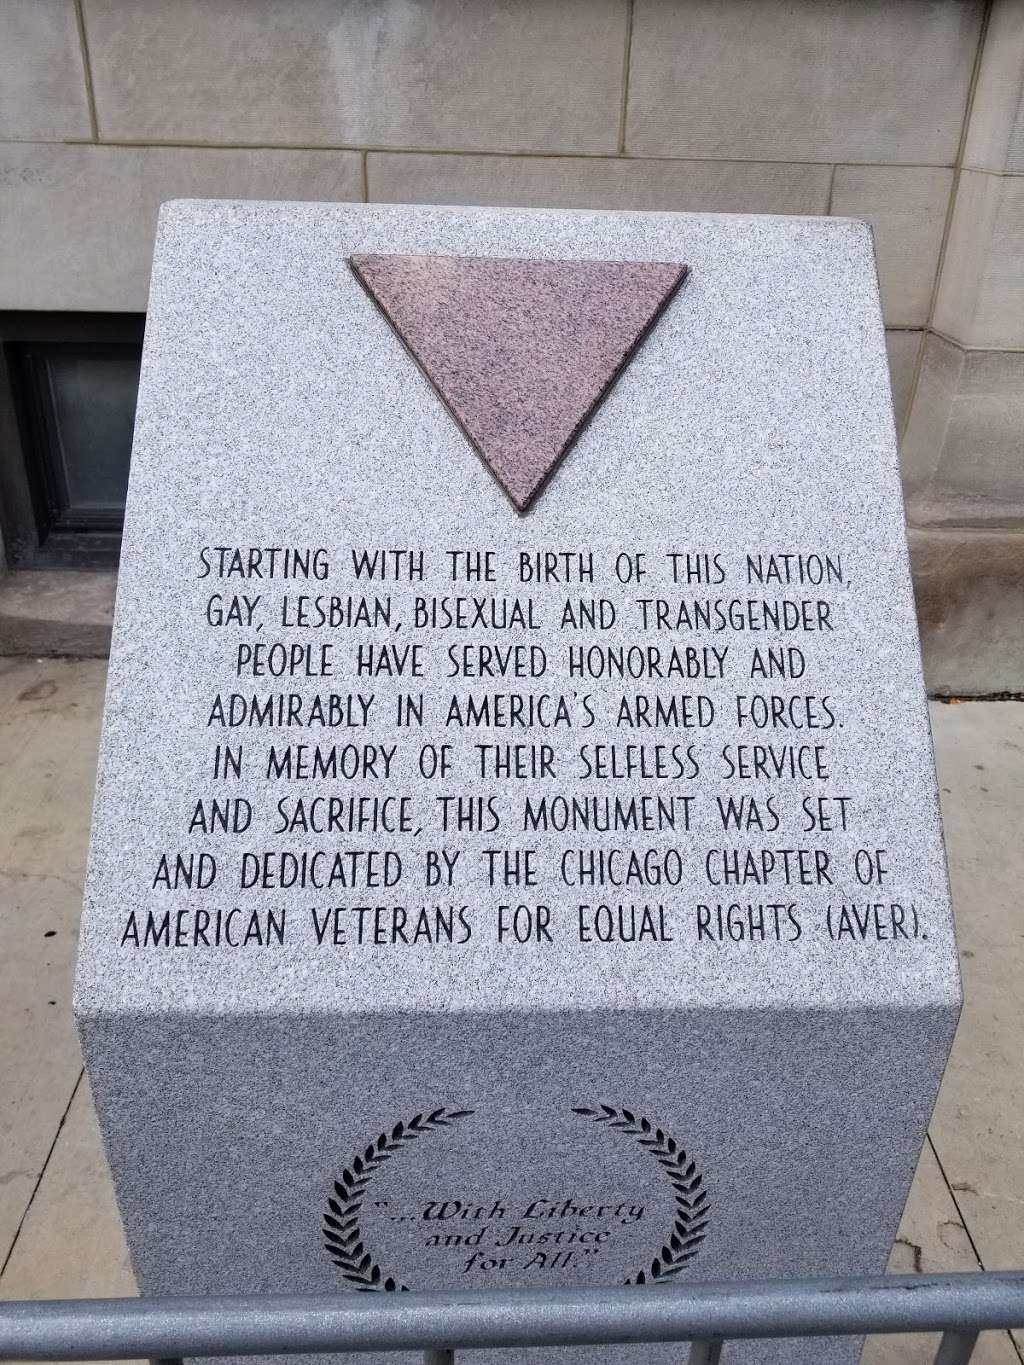 STARTING WITH THE BIRTH OF THIS NATION,
GAY, LESBIAN, BISEXUAL AND TRANSGENDER
PEOPLE HAVE SERVED HONORABLY AND
ADMIRABLY IN AMERICA'S ARMED FORCES.
IN MEMORY OF THEIR SELFLESS SERVICE
AND SACRIFICE, THIS MONUMENT WAS SET
AND DEDICATED BY THE CHICAGO CHAPTER OF
AMERICAN VETERANS FOR EQUAL RIGHTS (AVER).
"...With Liberty
and Justice
for All."